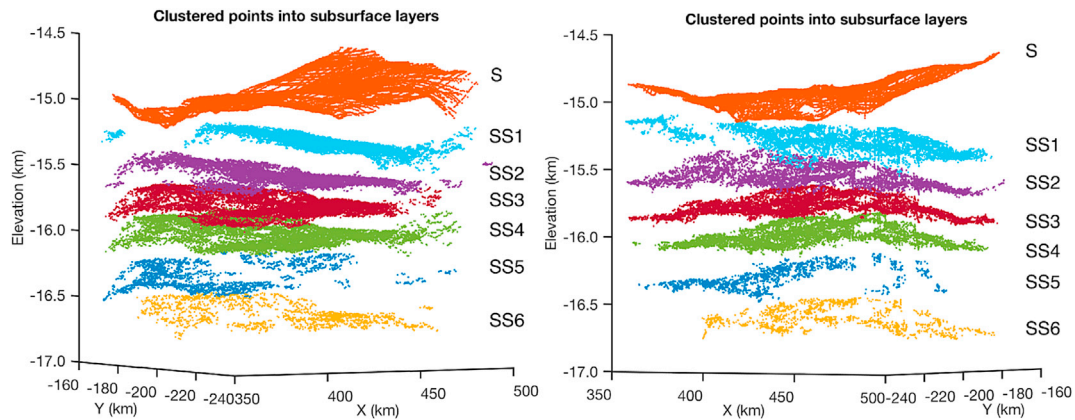 Clustered points into subsurface layers
-14.5
-15.0
-15.5
-16.0
-16.5
-17.0
Elevation (km)
S
SS1
SS2
SS3
SS4
SS5
SS6
-160 -180 -200 -220 -240 350 400 450 500
Y (km) X (km)
Clustered points into subsurface layers
-14.5
-15.0
-15.5
-16.0
-16.5
-17.0
Elevation (km)
S
SS1
SS2
SS3
SS4
SS5
SS6
350 400 450 500 -240 -220 -200 -180 -160
X (km) Y (km)